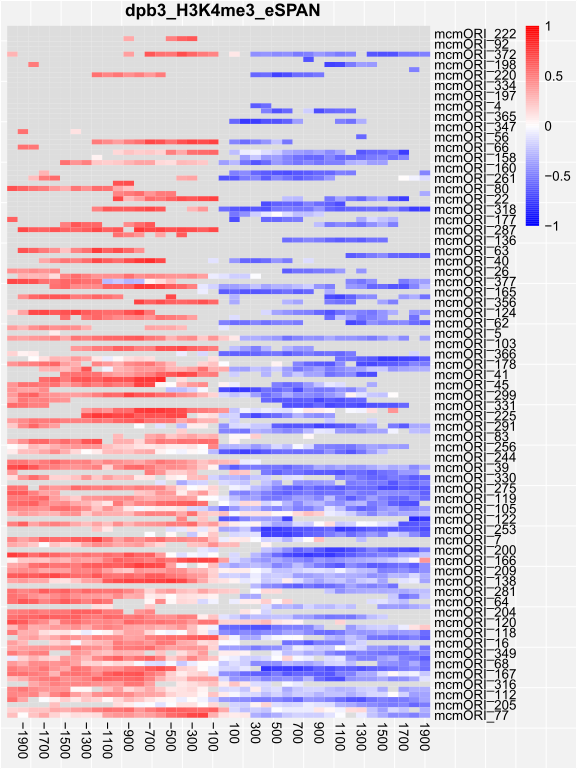 dpb3_H3K4me3_eSPAN
mcmORI_222
mcmORI_92
mcmORI_372
mcmORI_198
mcmORI_220
mcmORI_334
mcmORI_197
mcmORI_4
mcmORI_365
mcmORI_347
mcmORI_56
mcmORI_66
mcmORI_158
mcmORI_160
mcmORI_261
mcmORI_80
mcmORI_22
mcmORI_318
mcmORI_177
mcmORI_287
mcmORI_136
mcmORI_63
mcmORI_40
mcmORI_26
mcmORI_377
mcmORI_165
mcmORI_356
mcmORI_124
mcmORI_62
mcmORI_5
mcmORI_103
mcmORI_366
mcmORI_178
mcmORI_41
mcmORI_45
mcmORI_299
mcmORI_331
mcmORI_225
mcmORI_291
mcmORI_83
mcmORI_256
mcmORI_244
mcmORI_39
mcmORI_330
mcmORI_275
mcmORI_119
mcmORI_105
mcmORI_122
mcmORI_253
mcmORI_7
mcmORI_200
mcmORI_166
mcmORI_209
mcmORI_138
mcmORI_281
mcmORI_64
mcmORI_204
mcmORI_120
mcmORI_118
mcmORI_16
mcmORI_349
mcmORI_68
mcmORI_167
mcmORI_316
mcmORI_112
mcmORI_205
mcmORI_77
1
0.5
0
−0.5
−1
−1900
−1700
−1500
−1300
−1100
−900
−700
−500
−300
−100
100
300
500
700
900
1100
1300
1500
1700
1900